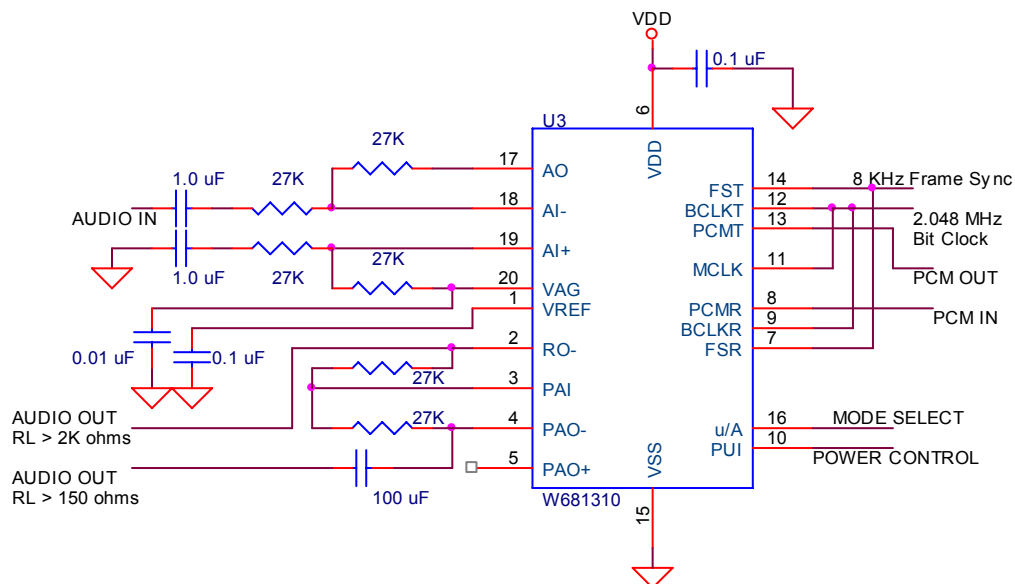 VDD
0.1 uF
6
U3
VDD
27K
17
AO
14
FST
8 KHz Frame Sync
1.0 uF
27K
18
AI-
12
BCLKT
AUDIO IN
13
PCMT
2.048 MHz
Bit Clock
19
AI+
27K
1.0 uF
27K
11
MCLK
PCM OUT
20
VAG
1
VREF
8
PCMR
PCM IN
9
BCLKR
0.01 uF
0.1 uF
2
RO-
7
FSR
27K
3
PAI
AUDIO OUT
RL > 2K ohms
27K
4
PAO-
16
u/A
MODE SELECT
10
PUI
POWER CONTROL
AUDIO OUT
RL > 150 ohms
5
PAO+
100 uF
VSS
W681310
15